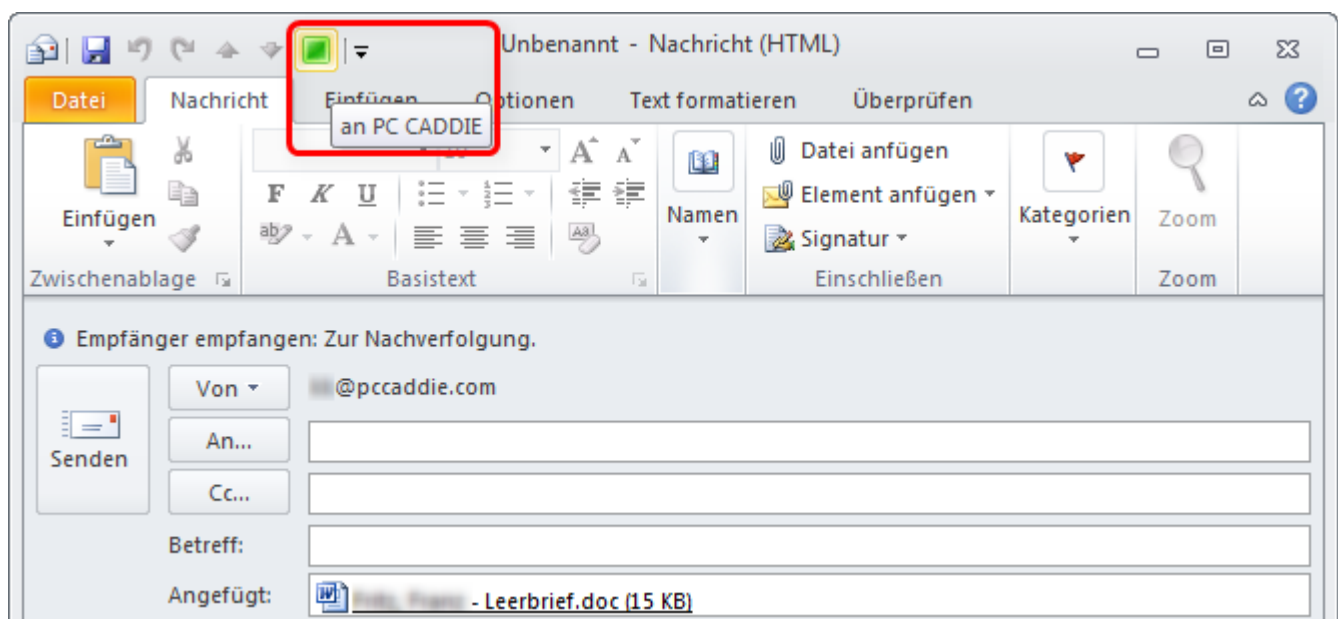 Unbenannt - Nachricht (HTML)
Datei Nachricht Einfügen Optionen Text formatieren Überprüfen
an PC CADDIE
Einfügen
F K U
Namen
Datei anfügen
Element anfügen
Signatur
Kategorien
Zoom
Zwischenablage Basistext Einschließen Zoom
Empfänger empfangen: Zur Nachverfolgung.
Senden
Von @pccaddie.com
An...
Cc...
Betreff:
Angefügt: - Leerbrief.doc (15 KB)